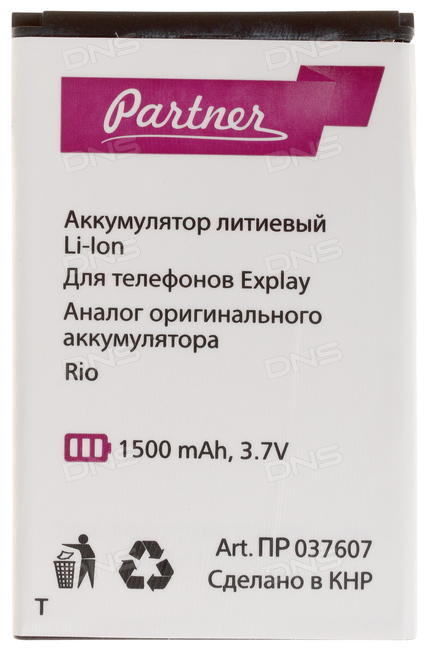 Partner
Аккумулятор литиевый
Li-Ion
Для телефонов Explay
Аналог оригинального
аккумулятора
Rio
1500 mAh, 3.7V
Art. ПР 037607
Сделано в КНР
T
DNS